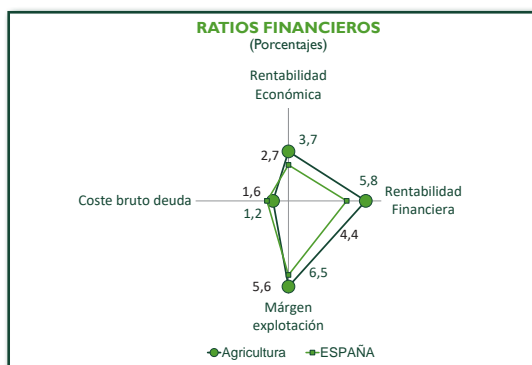 RATIOS FINANCIEROS
(Porcentajes)
Rentabilidad
Económica
3,7
2,7
5,8
Rentabilidad
Financiera
4,4
1,6
Coste bruto deuda
1,2
6,5
5,6
Márgen
explotación
Agricultura
ESPAÑA